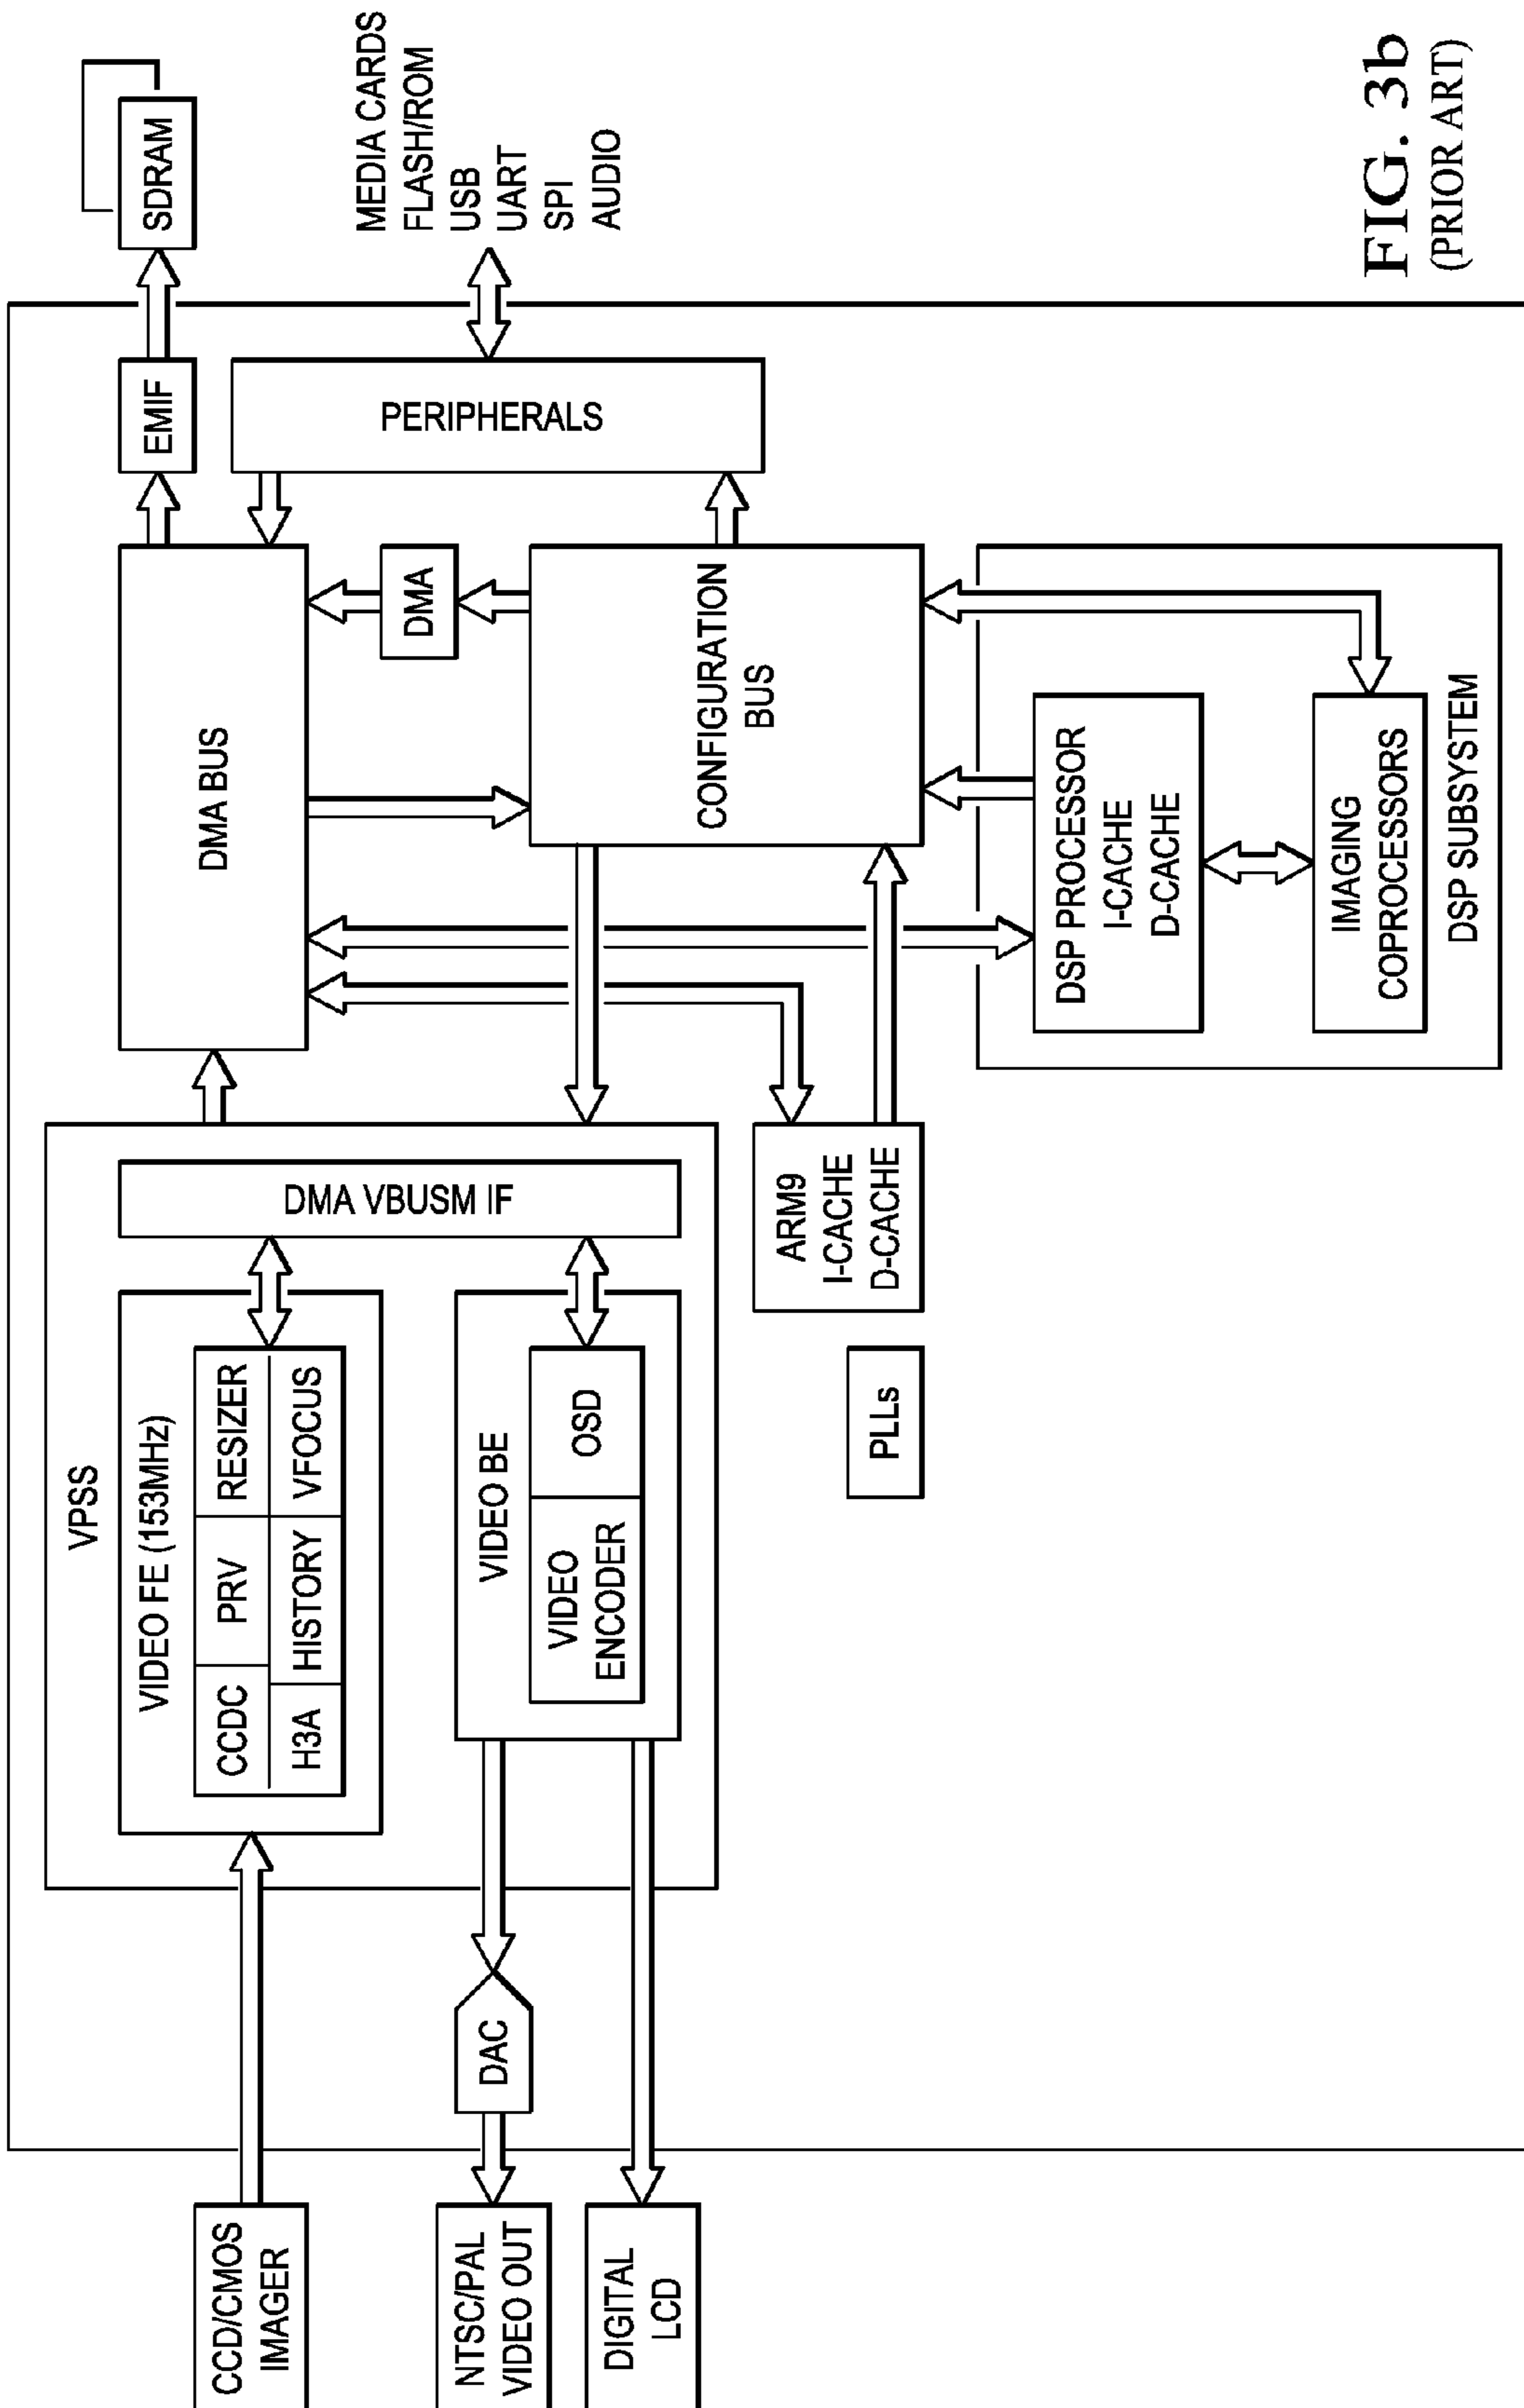 CCD/CMOS
IMAGER
NTSC/PAL
VIDEO OUT
DIGITAL
LCD
DAC
VPSS
VIDEO FE (153MHz)
CCDC
PRV
RESIZER
H3A
HISTORY
VFOCUS
VIDEO BE
VIDEO
ENCODER
OSD
DMA VBUSM IF
ARM9
I-CACHE
D-CACHE
PLLs
DMA BUS
DMA
CONFIGURATION
BUS
DSP PROCESSOR
I-CACHE
D-CACHE
IMAGING
COPROCESSORS
DSP SUBSYSTEM
EMIF
SDRAM
PERIPHERALS
MEDIA CARDS
FLASH/ROM
USB
UART
SPI
AUDIO
FIG. 3b
(PRIOR ART)